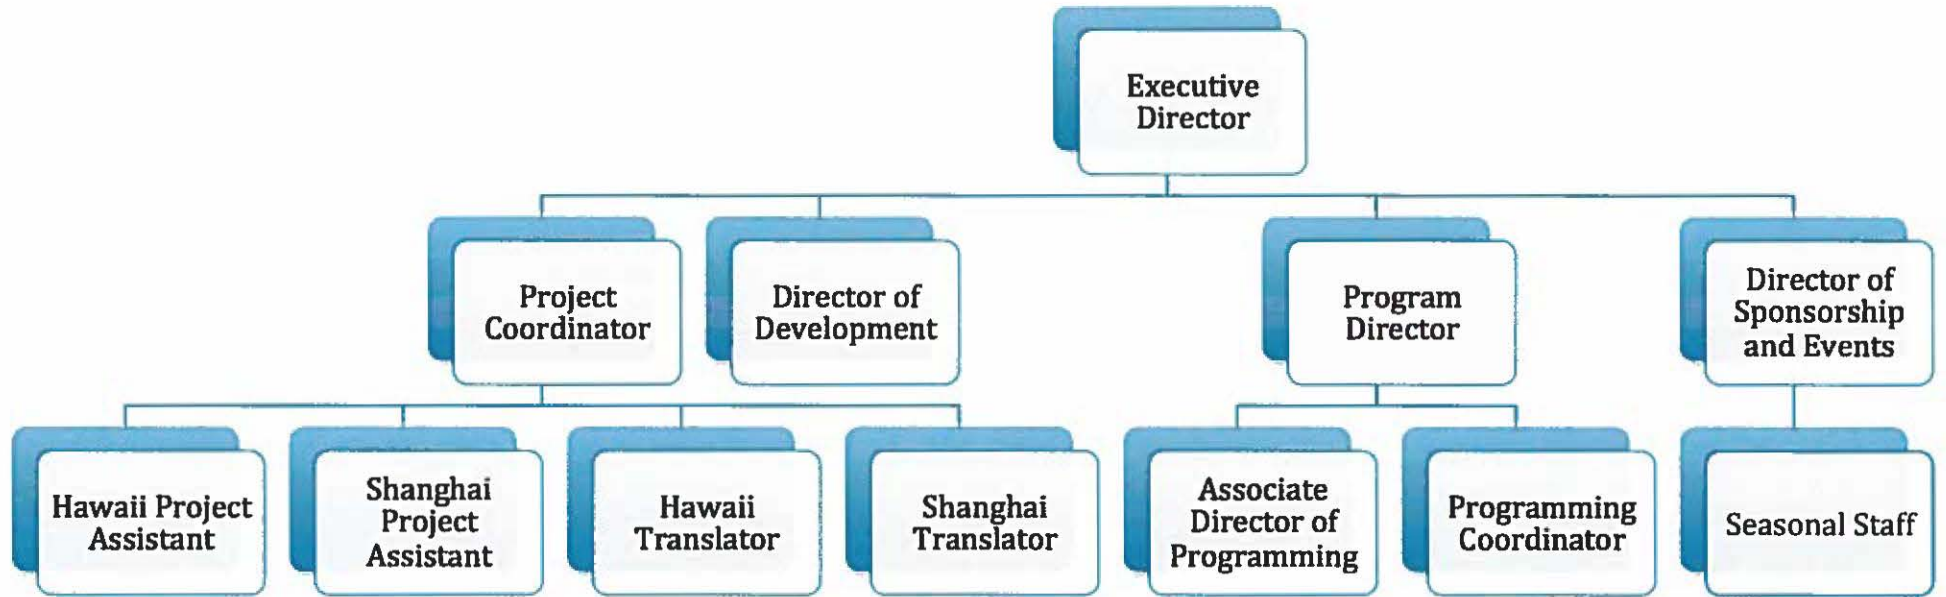 Executive
Director
Project
Coordinator
Director of
Development
Program
Director
Director of
Sponsorship
and Events
Hawaii Project
Assistant
Shanghai
Project
Assistant
Hawaii
Translator
Shanghai
Translator
Associate
Director of
Programming
Programming
Coordinator
Seasonal Staff